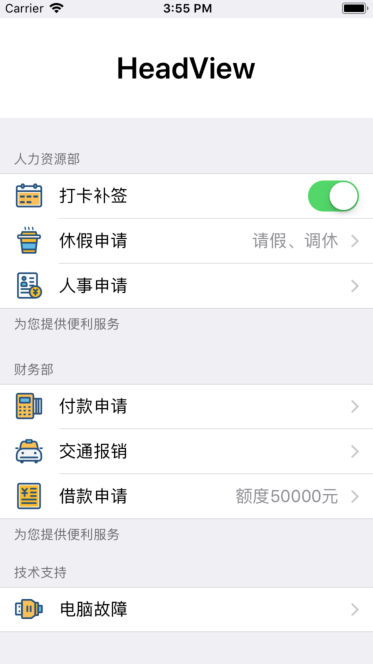 Carrier 3:55 PM
HeadView
人力资源部
打卡补签
休假申请 请假、调休
人事申请
为您提供便利服务
财务部
付款申请
交通报销
借款申请 额度50000元
为您提供便利服务
技术支持
电脑故障